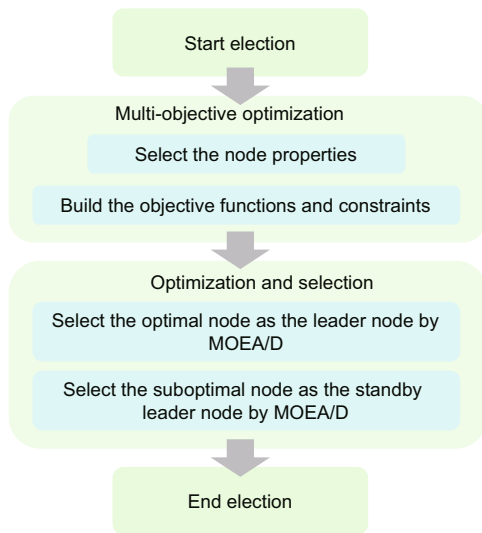 Start election
Multi-objective optimization
Select the node properties
Build the objective functions and constraints
Optimization and selection
Select the optimal node as the leader node by
MOEA/D
Select the suboptimal node as the standby
leader node by MOEA/D
End election